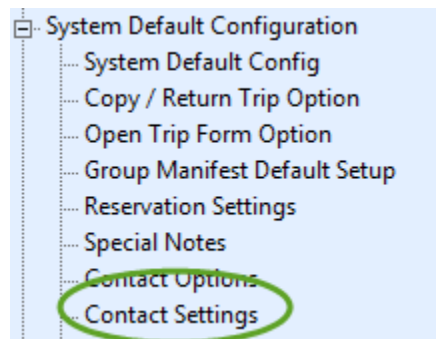 System Default Configuration
System Default Config
Copy / Return Trip Option
Open Trip Form Option
Group Manifest Default Setup
Reservation Settings
Special Notes
Contact Options
Contact Settings